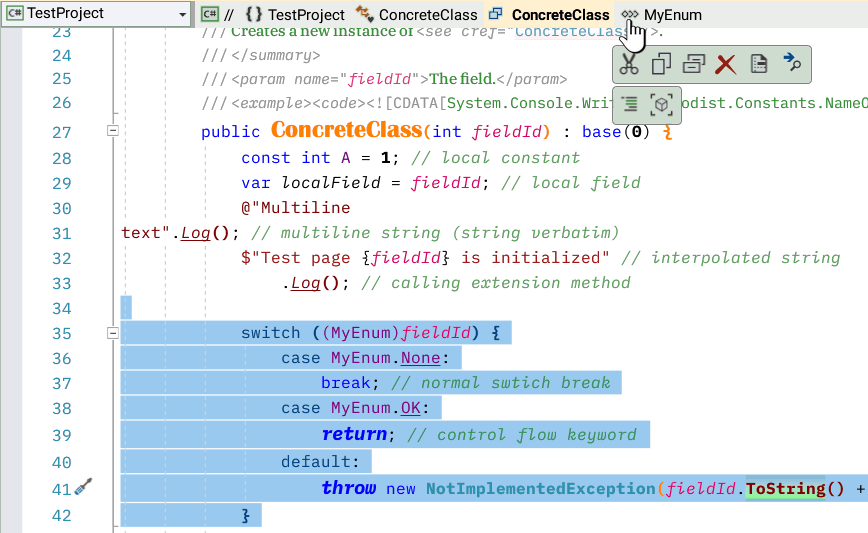 C# TestProject C# // { } TestProject ConcreteClass ConcreteClass MyEnum
23 /// Creates a new instance of <see cref="ConcreteClass
24 /// </summary>
25 /// <param name="fieldId">The field.</param>
26 /// <example><code><![CDATA[System.Console.Writ odist.Constants.NameO
27 public ConcreteClass(int fieldId) : base(0) {
28 const int A = 1; // local constant
29 var localField = fieldId; // local field
30 @"Multiline
31 text".Log(); // multiline string (string verbatim)
32 $"Test page {fieldId} is initialized" // interpolated string
33 .Log(); // calling extension method
34
35 switch ((MyEnum)fieldId) {
36 case MyEnum.None:
37 break; // normal swtich break
38 case MyEnum.OK:
39 return; // control flow keyword
40 default:
41 throw new NotImplementedException(fieldId.ToString() +
42 }